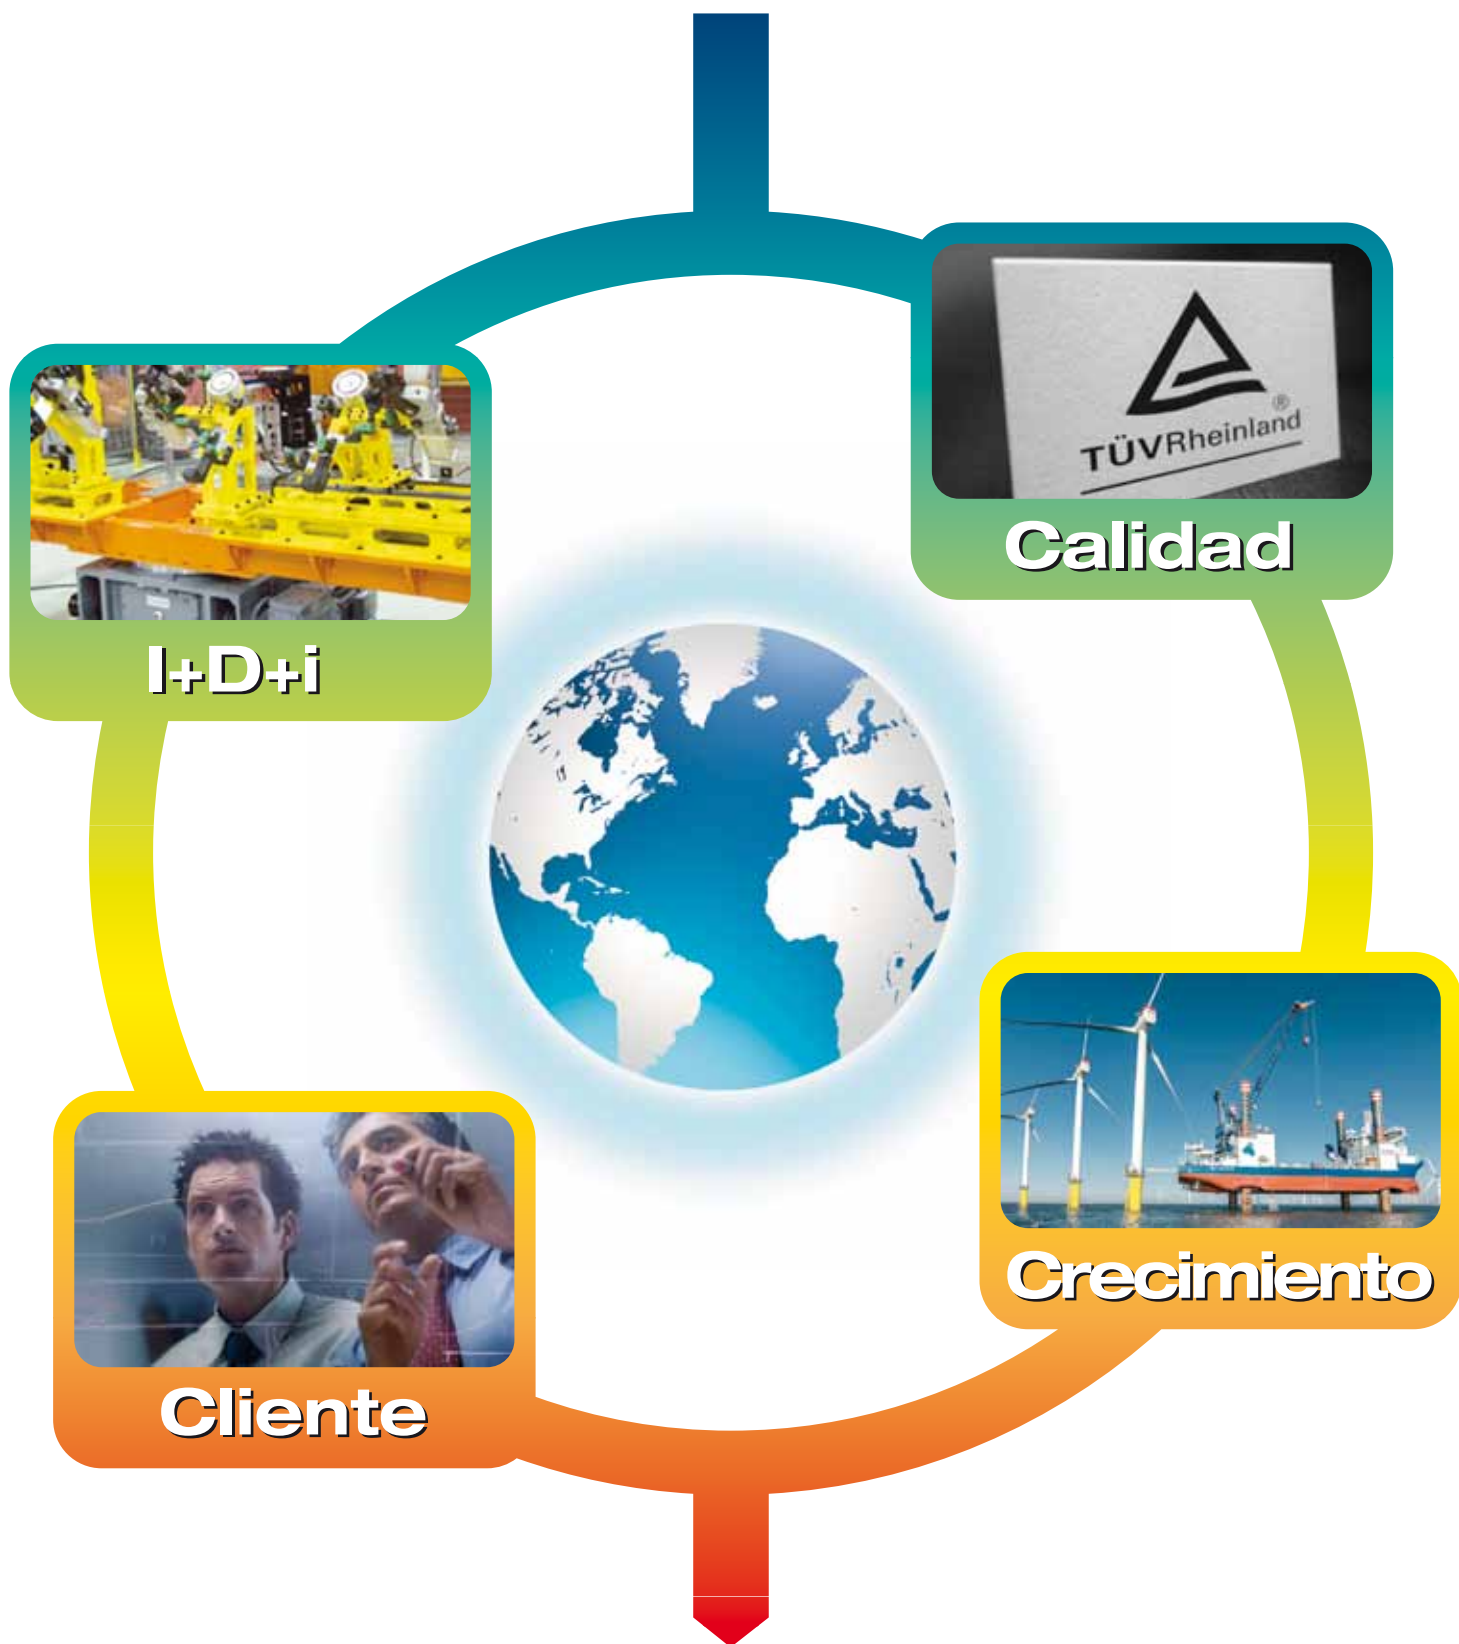 TÜVRheinland
®
Calidad
I+D+i
Crecimiento
Cliente